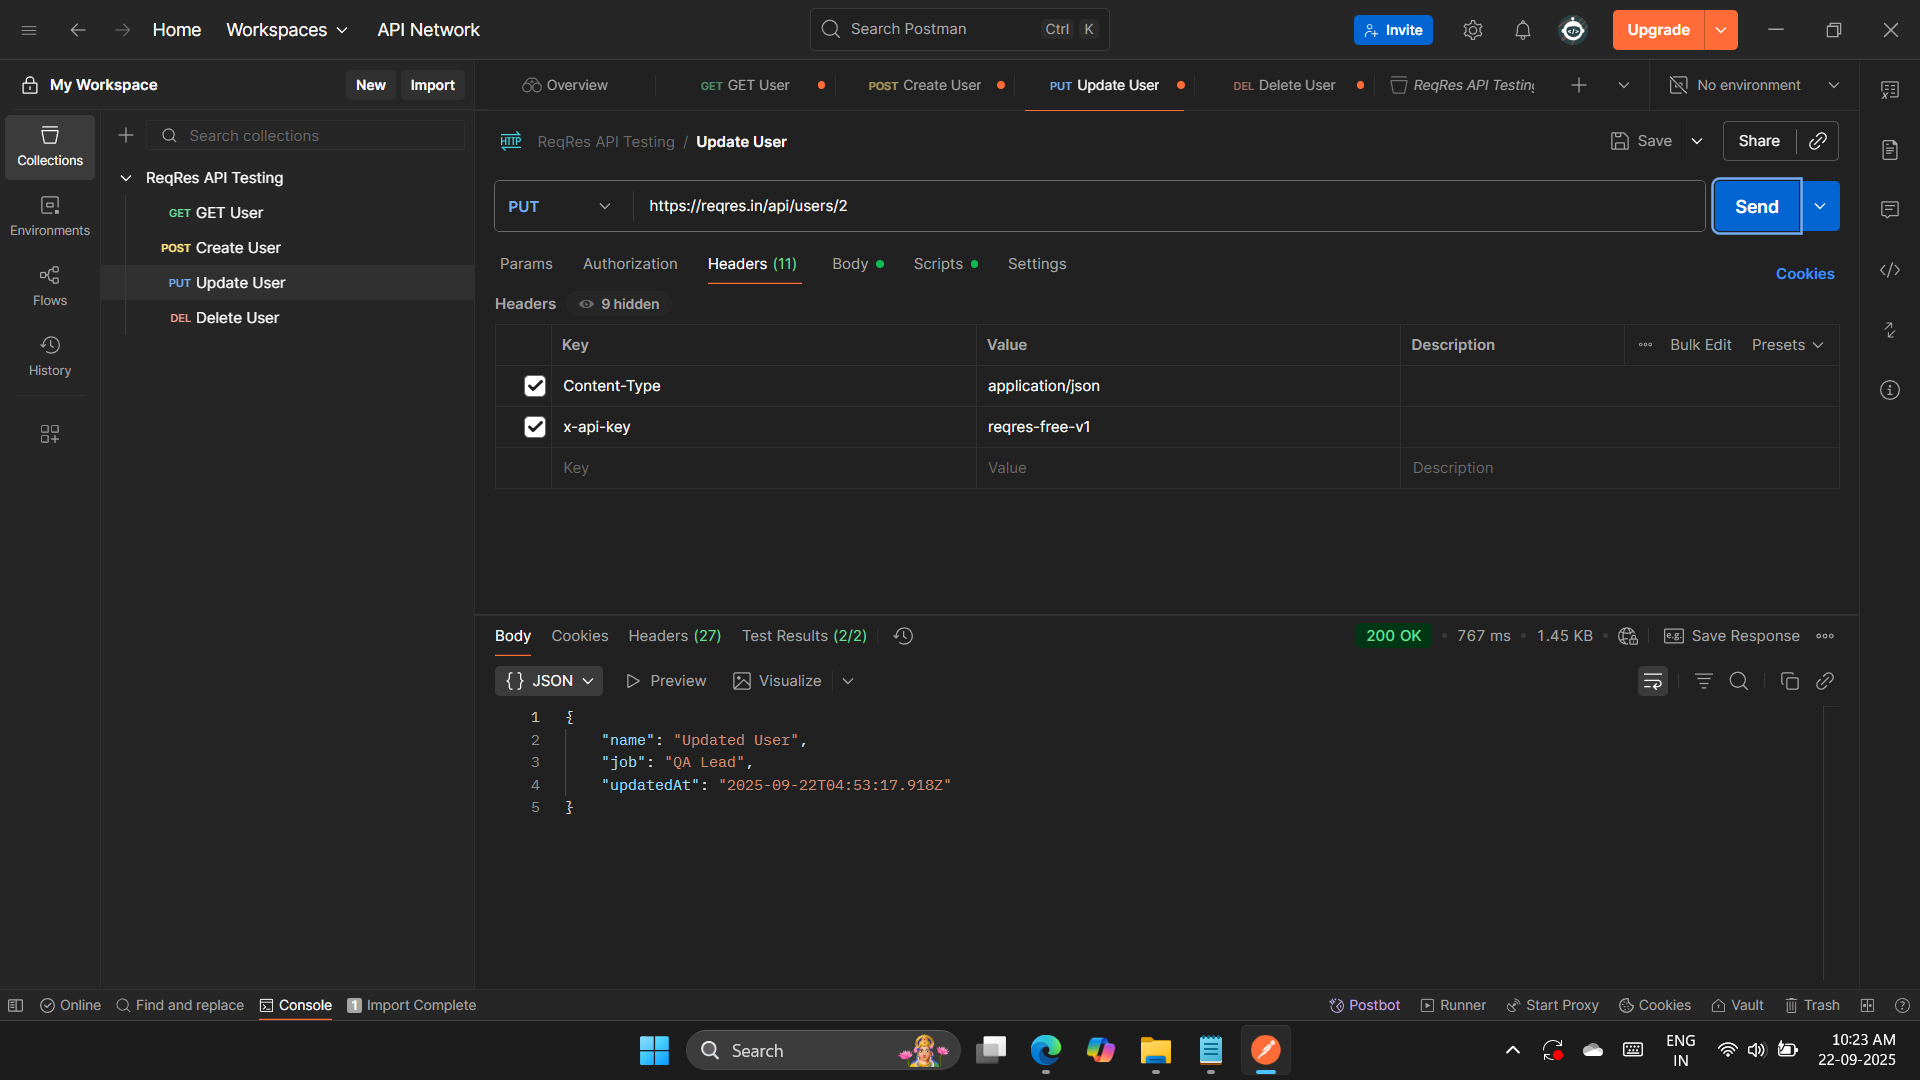 Home Workspaces API Network Search Postman Ctrl K Invite Upgrade
My Workspace New Import
Overview GET GET User POST Create User PUT Update User DEL Delete User ReqRes API Testing No environment
Collections
Environments
Flows
History
Search collections
ReqRes API Testing
GET GET User
POST Create User
PUT Update User
DEL Delete User
HTTP ReqRes API Testing / Update User Save Share
PUT https://reqres.in/api/users/2 Send
Params Authorization Headers (11) Body Scripts Settings Cookies
Headers 9 hidden
Key Value Description Bulk Edit Presets
Content-Type application/json
x-api-key reqres-free-v1
Key Value Description
Body Cookies Headers (27) Test Results (2/2) 200 OK 767 ms 1.45 KB e.g. Save Response
{} JSON Preview Visualize
1 {
2 "name": "Updated User",
3 "job": "QA Lead",
4 "updatedAt": "2025-09-22T04:53:17.918Z"
5 }
Online Find and replace Console 1 Import Complete Postbot Runner Start Proxy Cookies Vault Trash
Search ENG IN 10:23 AM
22-09-2025